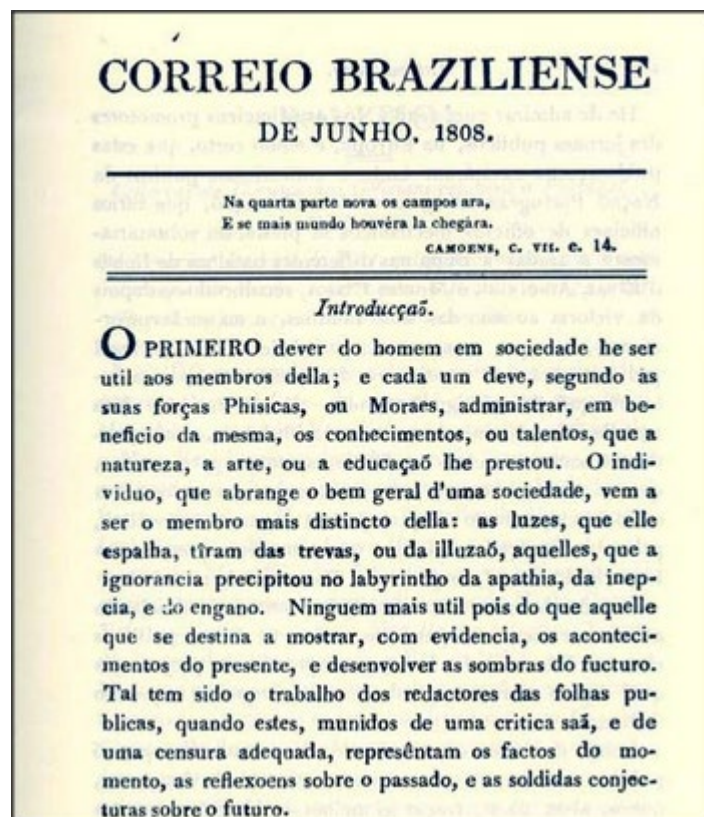 CORREIO BRAZILIENSE
DE JUNHO, 1808.
Na quarta parte nova os campos ara,
E se mais mundo houvéra la chegára.
CAMOENS, c. VII. e. 14.
Introducçaõ.
O PRIMEIRO dever do homem em sociedade he ser
util aos membros della; e cada um deve, segundo as
suas forças Phisicas, ou Moraes, administrar, em be-
neficio da mesma, os conhecimentos, ou talentos, que a
natureza, a arte, ou a educaçaõ lhe prestou. O indi-
viduo, que abrange o bem geral d'uma sociedade, vem a
ser o membro mais distincto della: as luzes, que elle
espalha, tîram das trevas, ou da illuzaõ, aquelles, que a
ignorancia precipitou no labyrintho da apathia, da inep-
cia, e do engano. Ninguem mais util pois do que aquelle
que se destina a mostrar, com evidencia, os aconteci-
mentos do presente, e desenvolver as sombras do fucturo.
Tal tem sido o trabalho dos redactores das folhas pu-
blicas, quando estes, munidos de uma critica saã, e de
uma censura adequada, represêntam os factos do mo-
mento, as reflexoens sobre o passado, e as soldidas conjec-
turas sobre o futuro.